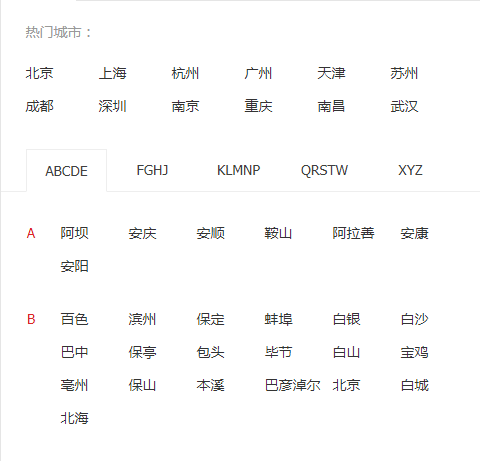 热门城市：
北京 上海 杭州 广州 天津 苏州
成都 深圳 南京 重庆 南昌 武汉
ABCDE FGHJ KLMNP QRSTW XYZ
A 阿坝 安庆 安顺 鞍山 阿拉善 安康
安阳
B 百色 滨州 保定 蚌埠 白银 白沙
巴中 保亭 包头 毕节 白山 宝鸡
亳州 保山 本溪 巴彦淖尔 北京 白城
北海